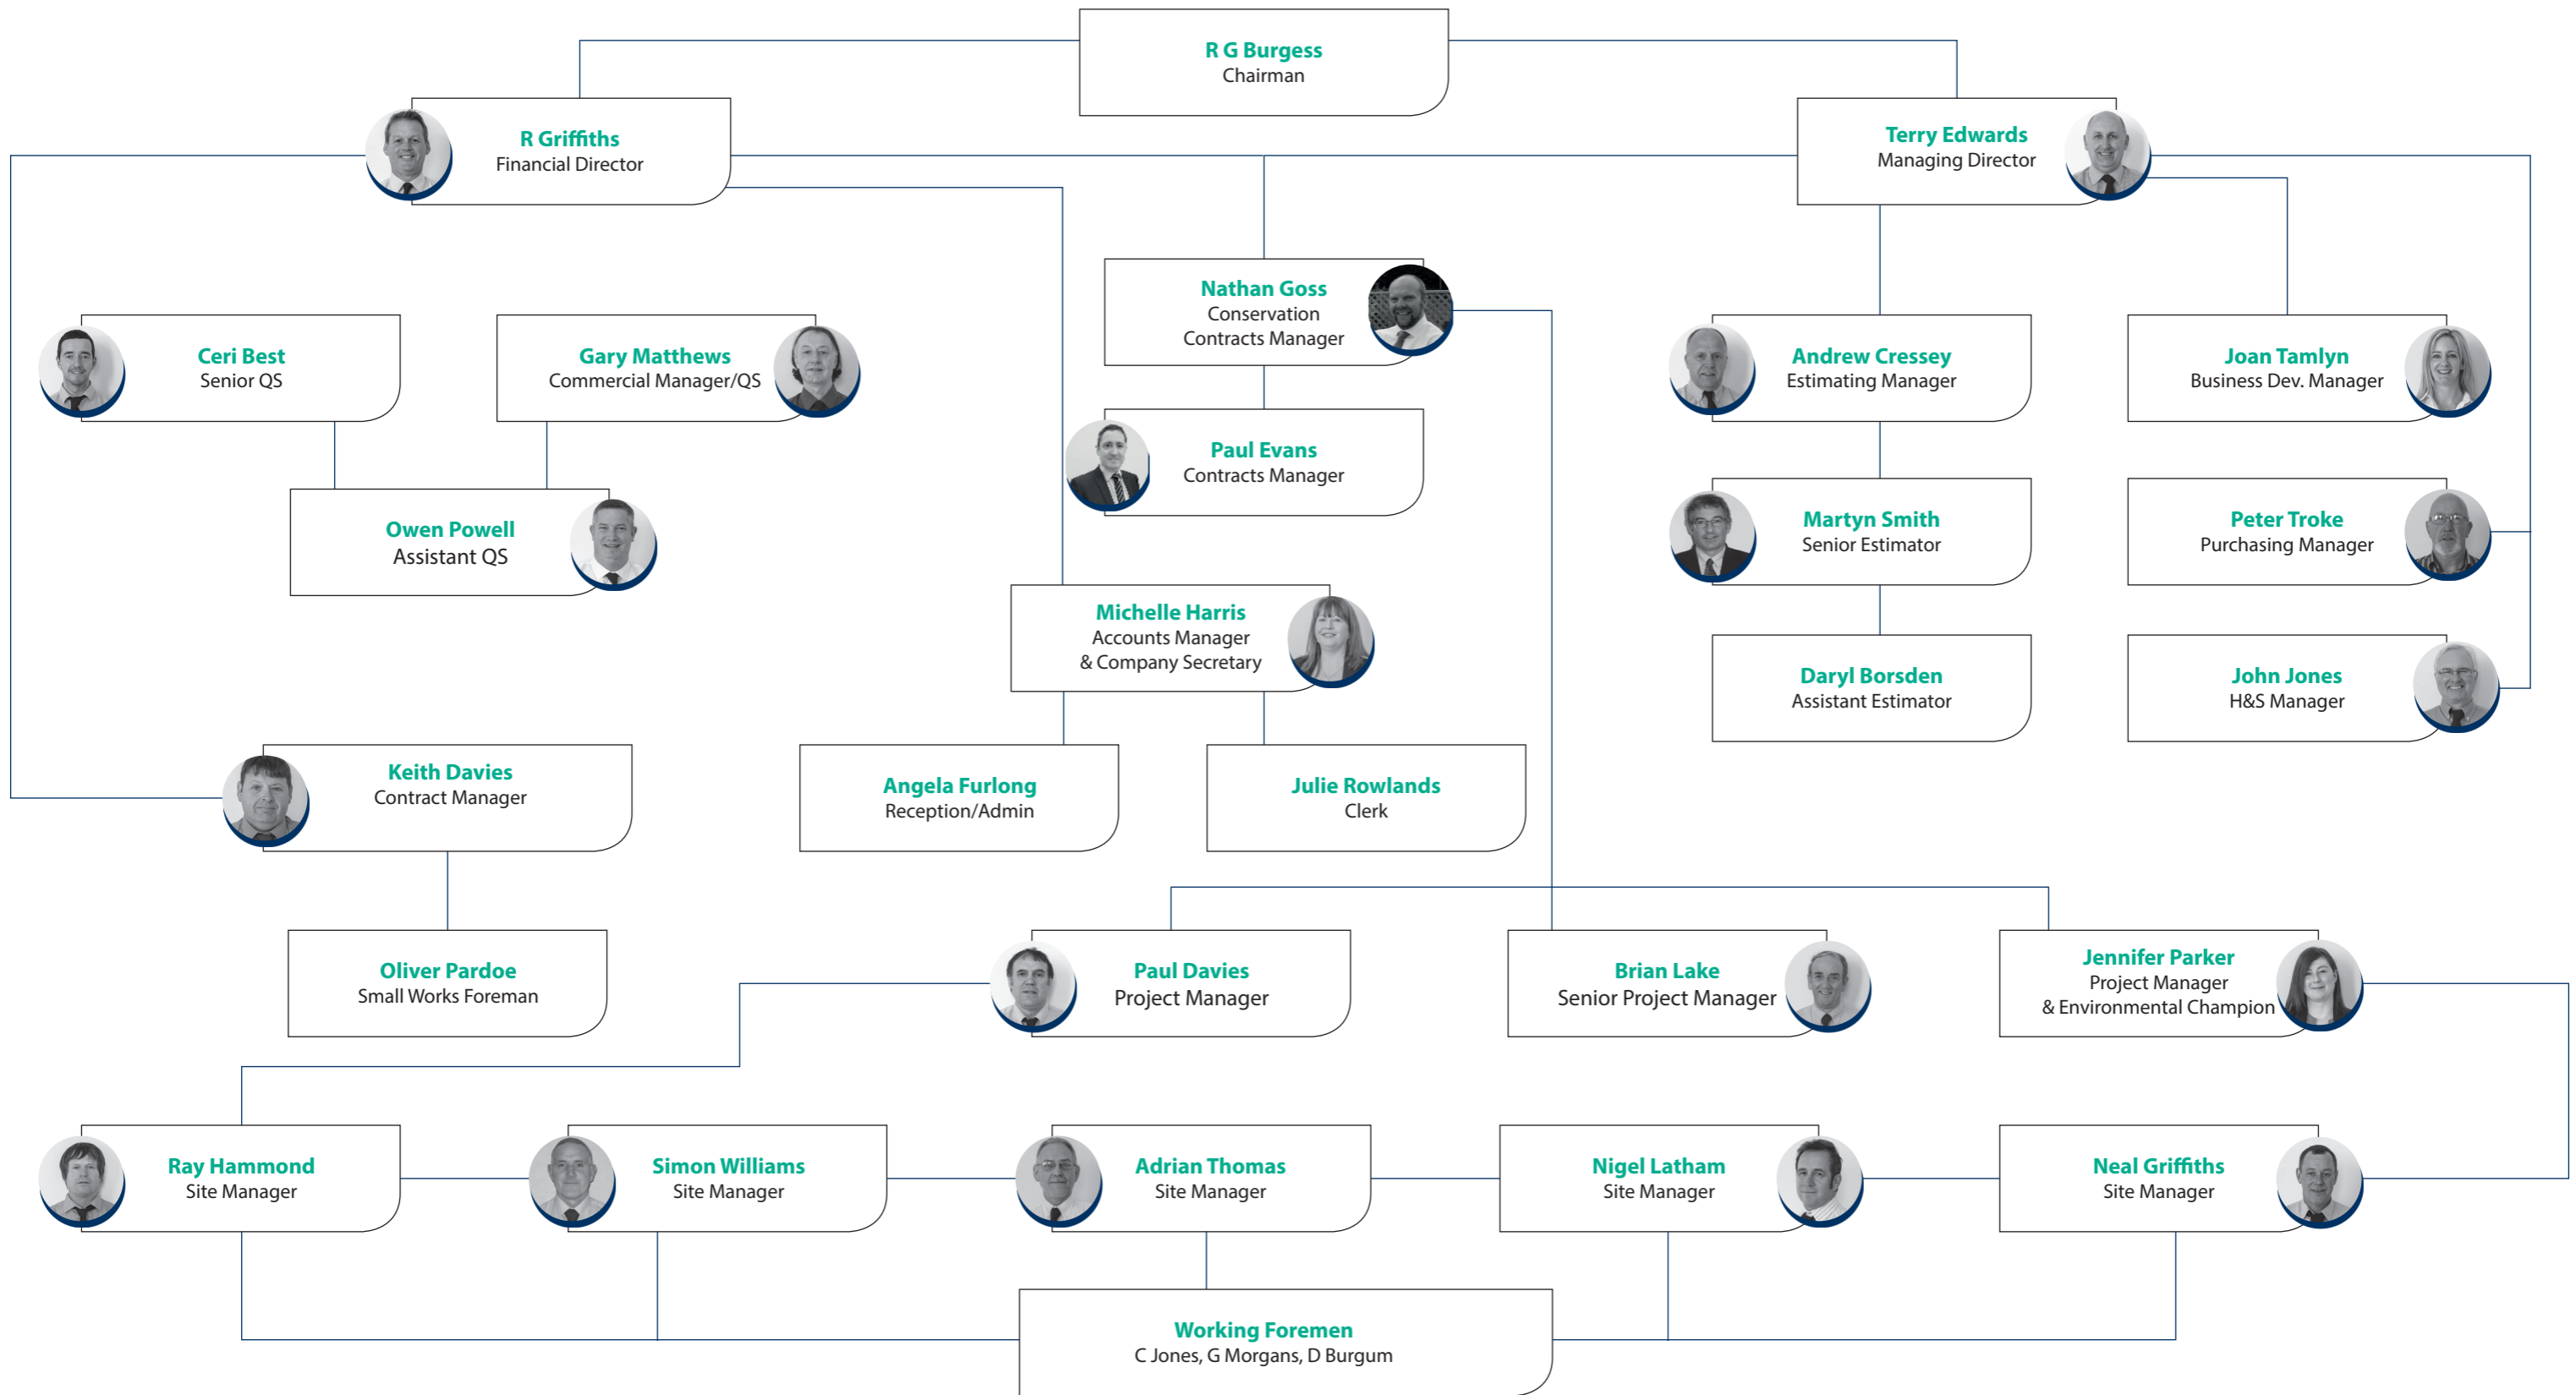 R G Burgess
Chairman
R Griffiths
Financial Director
Terry Edwards
Managing Director
Nathan Goss
Conservation
Contracts Manager
Ceri Best
Senior QS
Gary Matthews
Commercial Manager/QS
Andrew Cressey
Estimating Manager
Joan Tamlyn
Business Dev. Manager
Paul Evans
Contracts Manager
Owen Powell
Assistant QS
Martyn Smith
Senior Estimator
Peter Troke
Purchasing Manager
Michelle Harris
Accounts Manager
& Company Secretary
Daryl Borsden
Assistant Estimator
John Jones
H&S Manager
Keith Davies
Contract Manager
Angela Furlong
Reception/Admin
Julie Rowlands
Clerk
Oliver Pardoe
Small Works Foreman
Paul Davies
Project Manager
Brian Lake
Senior Project Manager
Jennifer Parker
Project Manager
& Environmental Champion
Ray Hammond
Site Manager
Simon Williams
Site Manager
Adrian Thomas
Site Manager
Nigel Latham
Site Manager
Neal Griffiths
Site Manager
Working Foremen
C Jones, G Morgans, D Burgum